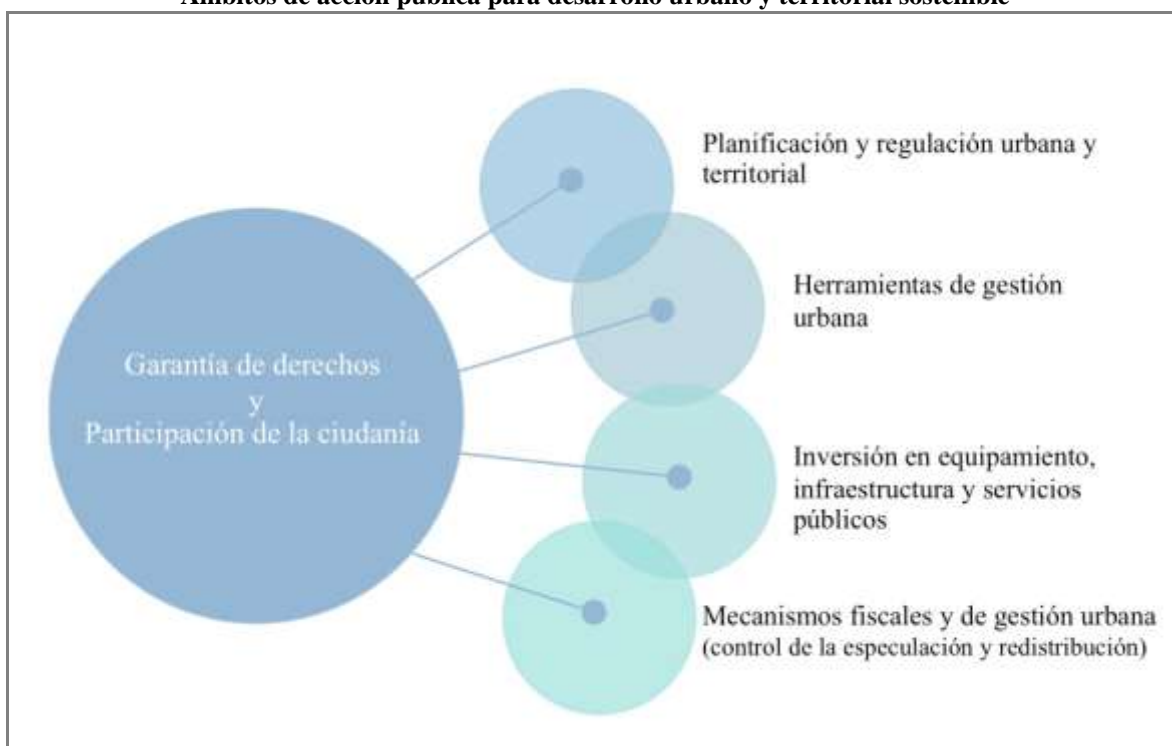 Ámbitos de acción pública para desarrollo urbano y territorial sostenible
Planificación y regulación urbana y
territorial
Herramientas de gestión
urbana
Garantía de derechos
y
Participación de la ciudanía
Inversión en equipamiento,
infraestructura y servicios
públicos
Mecanismos fiscales y de gestión urbana
(control de la especulación y redistribución)